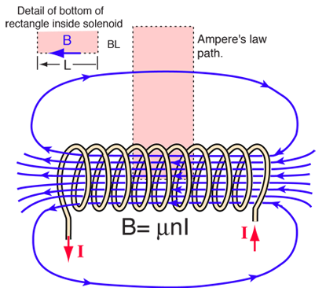 Detail of bottom of
rectangle inside solenoid
B
BL
L
Ampere's law
path.
B= μnI
I
I